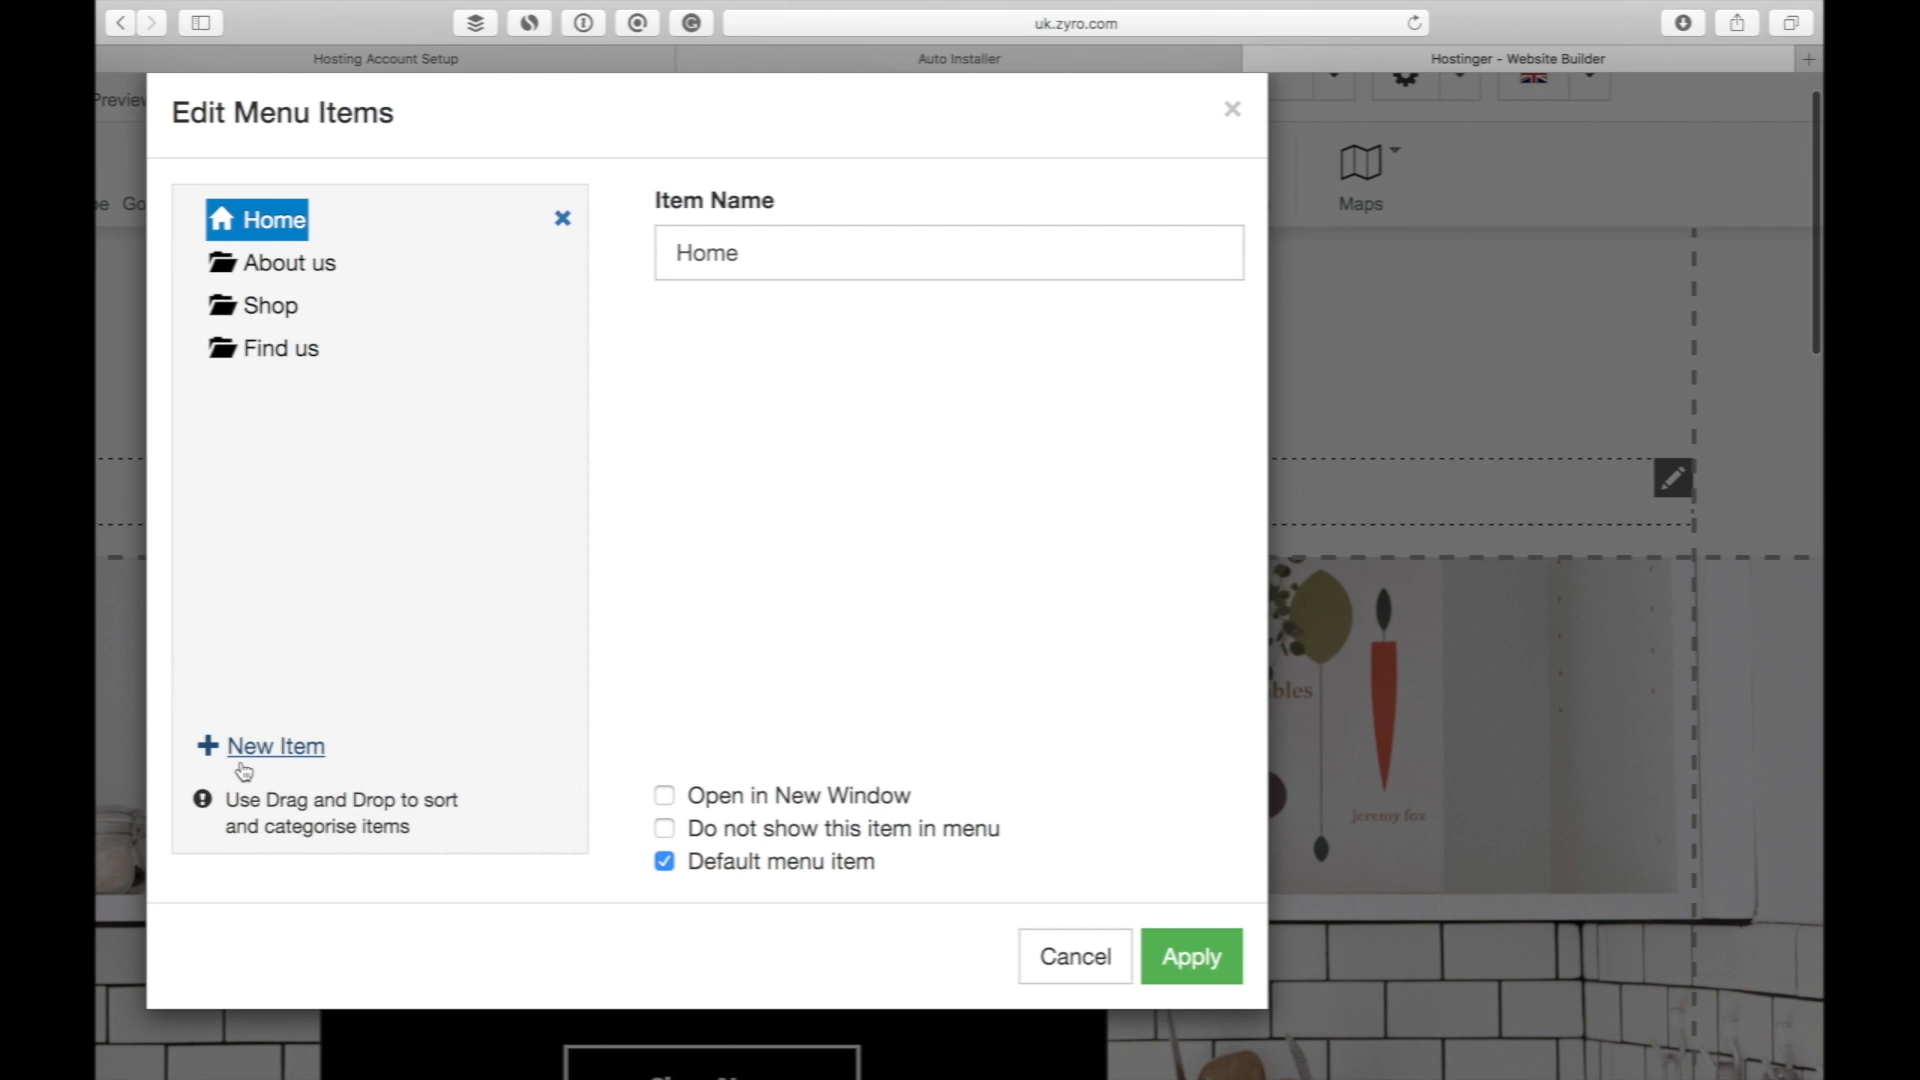 uk.zyro.com
Hosting Account Setup
Auto Installer
Hostinger - Website Builder
Edit Menu Items
Home
About us
Shop
Find us
New Item
Use Drag and Drop to sort
and categorise items
Item Name
Home
Open in New Window
Do not show this item in menu
Default menu item
Cancel
Apply
Maps
jeremy fox